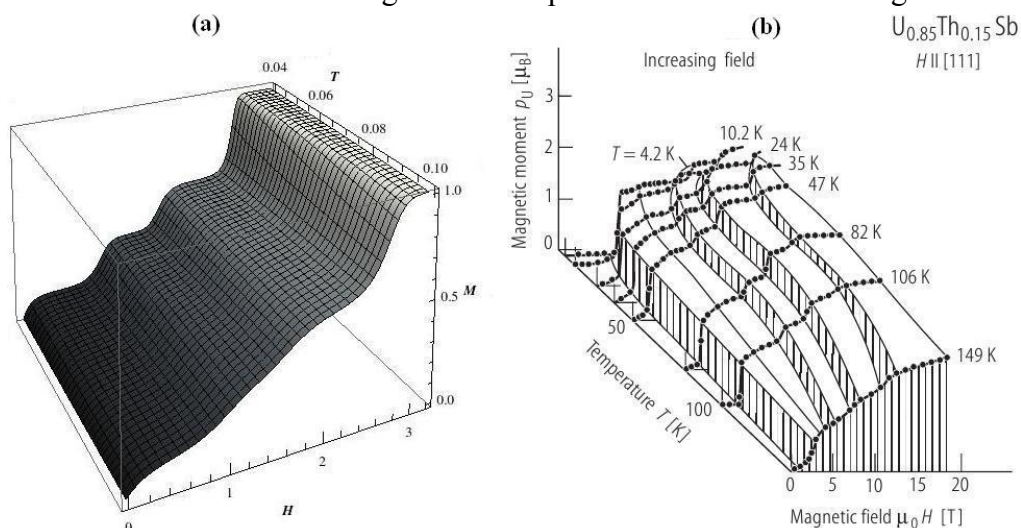 (a)
0.04
T
0.06
0.08
0.10
1.0
M
0.5
0.0
3
2
1
H
0
(b)
U0.85Th0.15Sb
H II [111]
Increasing field
Magnetic moment pU [μB]
3
2
1
0
T = 4.2 K
10.2 K
24 K
35 K
47 K
82 K
106 K
149 K
50
100
Temperature T [K]
0 5 10 15 20
Magnetic field μ0 H [T]